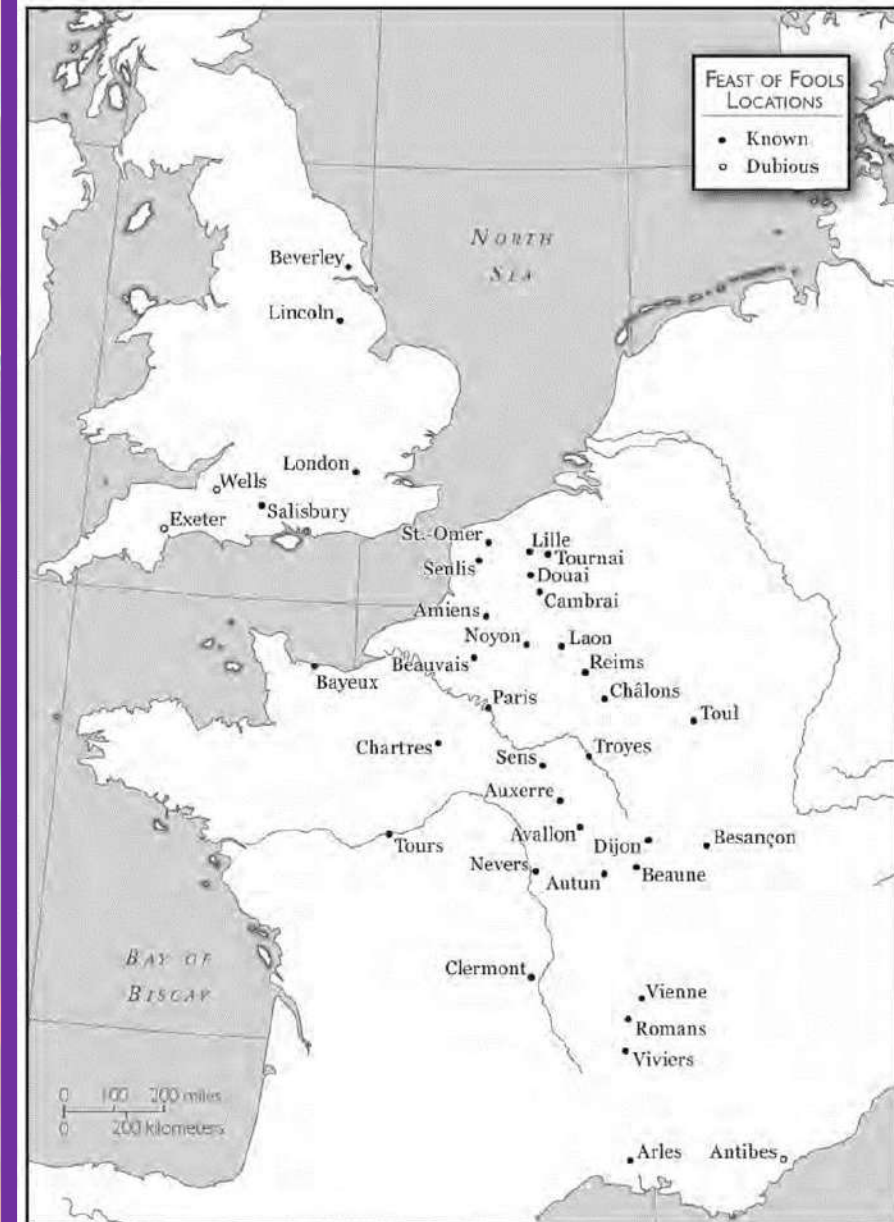 FEAST OF FOOLS
LOCATIONS
Known
Dubious
NORTH
SEA
Beverley
Lincoln
London
Wells
Salisbury
Exeter
St.-Omer
Lille
Tournai
Senlis
Douai
Cambrai
Amiens
Noyon
Laon
Beauvais
Reims
Bayeux
Châlons
Paris
Toul
Chartres
Troyes
Sens
Auxerre
Avallon
Tours
Dijon
Besançon
Nevers
Autun
Beaune
BAY OF
BISCAY
Clermont
Vienne
Romans
Viviers
0 100 200 miles
0 200 kilometers
Arles
Antibes